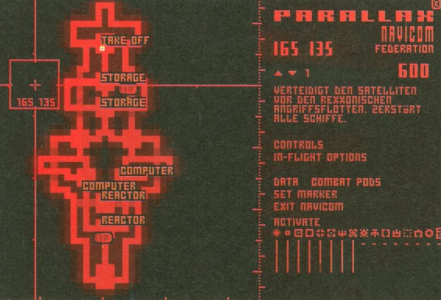 TAKE OFF
STORAGE
STORAGE
165 135
COMPUTER
COMPUTER
REACTOR
REACTOR
PARALLAX
NAVICOM
FEDERATION
165 135
1
600
VERTEIDIGT DEN SATELLITEN
VOR DEN REXXONISCHEN
ANGRIFFSFLOTTEN. ZERSTÖRT
ALLE SCHIFFE.
CONTROLS
IN-FLIGHT OPTIONS
DATA COMBAT PODS
SET MARKER
EXIT NAVICOM
ACTIVATE